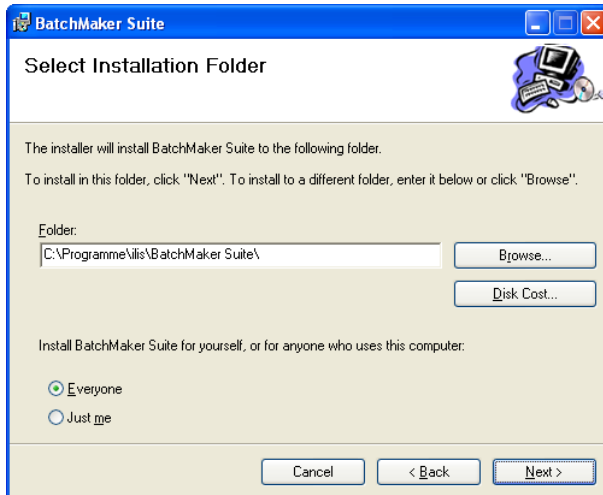 BatchMaker Suite
Select Installation Folder
The installer will install BatchMaker Suite to the following folder.
To install in this folder, click "Next". To install to a different folder, enter it below or click "Browse".
Folder:
C:\Programme\ilis\BatchMaker Suite\
Browse...
Disk Cost...
Install BatchMaker Suite for yourself, or for anyone who uses this computer:
Everyone
Just me
Cancel
< Back
Next >